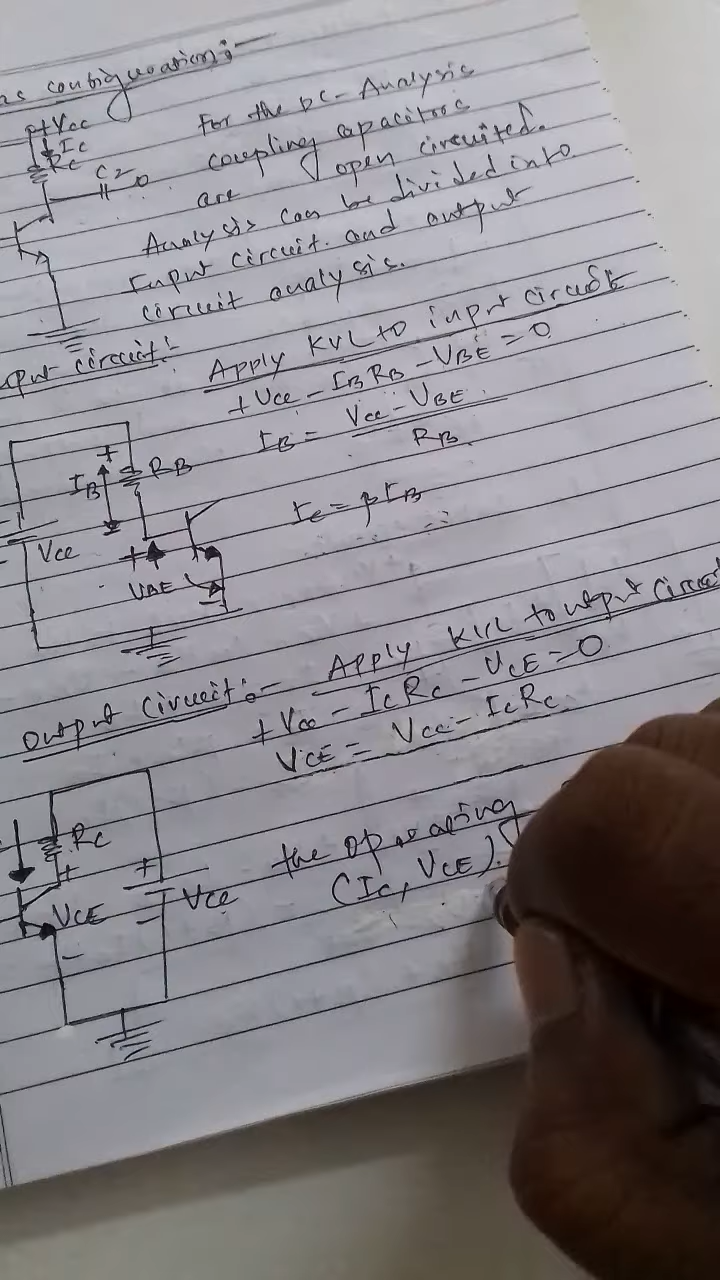 as configuration:-
+Vcc
Ic
Rc
C2
For the DC-Analysis
coupling capacitors
are open circuited.
Analysis can be divided into
Input circuit. and output
circuit analysis.
put circuit:-
Apply KVL to input circuit
+Vcc - IBRB - VBE = 0
IB = Vcc - VBE / RB
+
IB
RB
Ic = βIB
Vcc
+
VBE
-
Output Circuit:- Apply KVL to output circuit
+Vcc - IcRc - VCE = 0
VCE = Vcc - IcRc
Rc
+
VCE
-
+
Vcc
-
the operating
(Ic, VCE).